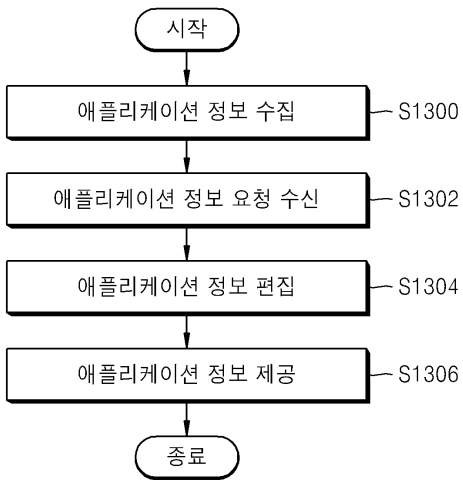 시작
애플리케이션 정보 수집 S1300
애플리케이션 정보 요청 수신 S1302
애플리케이션 정보 편집 S1304
애플리케이션 정보 제공 S1306
종료